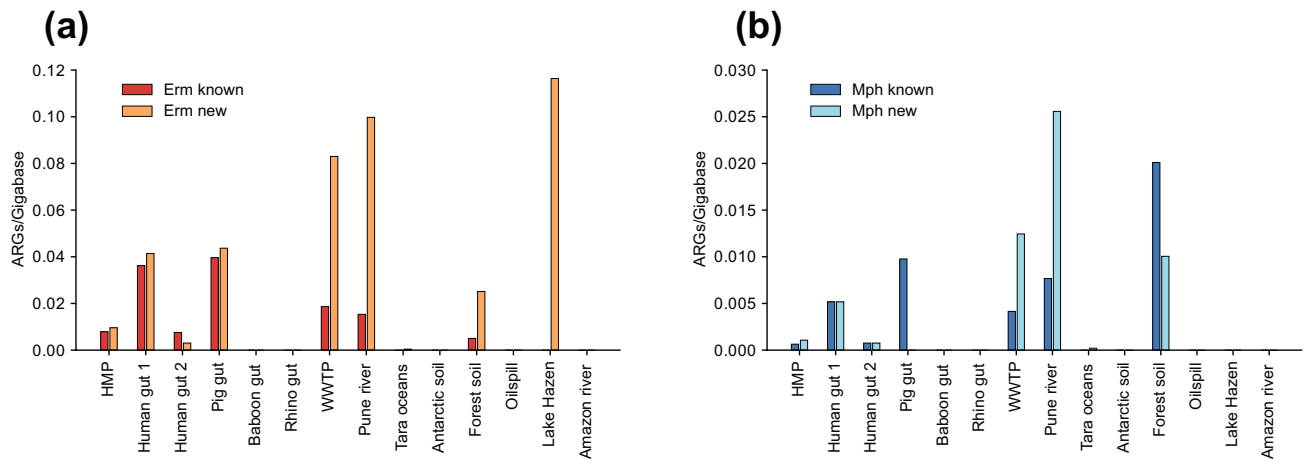 (a)
ARGs/Gigabase
0.12
0.10
0.08
0.06
0.04
0.02
0.00
Erm known
Erm new
HMP
Human gut 1
Human gut 2
Pig gut
Baboon gut
Rhino gut
WWTP
Pune river
Tara oceans
Antarctic soil
Forest soil
Oilspill
Lake Hazen
Amazon river
(b)
ARGs/Gigabase
0.030
0.025
0.020
0.015
0.010
0.005
0.000
Mph known
Mph new
HMP
Human gut 1
Human gut 2
Pig gut
Baboon gut
Rhino gut
WWTP
Pune river
Tara oceans
Antarctic soil
Forest soil
Oilspill
Lake Hazen
Amazon river